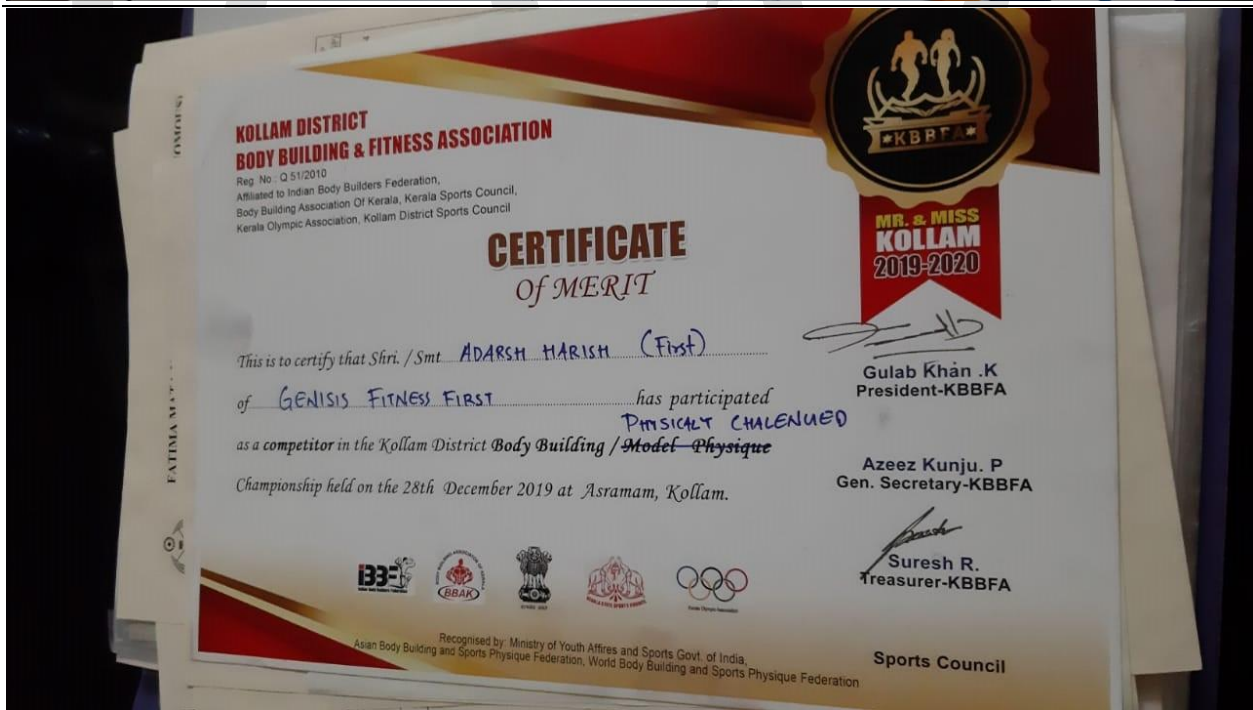 KOLLAM DISTRICT
BODY BUILDING & FITNESS ASSOCIATION
Reg. No : Q 51/2010
Affiliated to Indian Body Builders Federation,
Body Building Association Of Kerala, Kerala Sports Council,
Kerala Olympic Association, Kollam District Sports Council
*KBBFA*
MR. & MISS
KOLLAM
2019-2020
CERTIFICATE
Of MERIT
This is to certify that Shri. / Smt ADARSH HARISH (First)
of GENISIS FITNESS FIRST has participated
PHYSICALY CHALENUED
as a competitor in the Kollam District Body Building / Model Physique
Championship held on the 28th December 2019 at Asramam, Kollam.
Gulab Khan .K
President-KBBFA
Azeez Kunju. P
Gen. Secretary-KBBFA
Suresh R.
Treasurer-KBBFA
Sports Council
IBBF
BBAK
Recognised by: Ministry of Youth Affires and Sports Govt. of India,
Asian Body Building and Sports Physique Federation, World Body Building and Sports Physique Federation
FATIMA